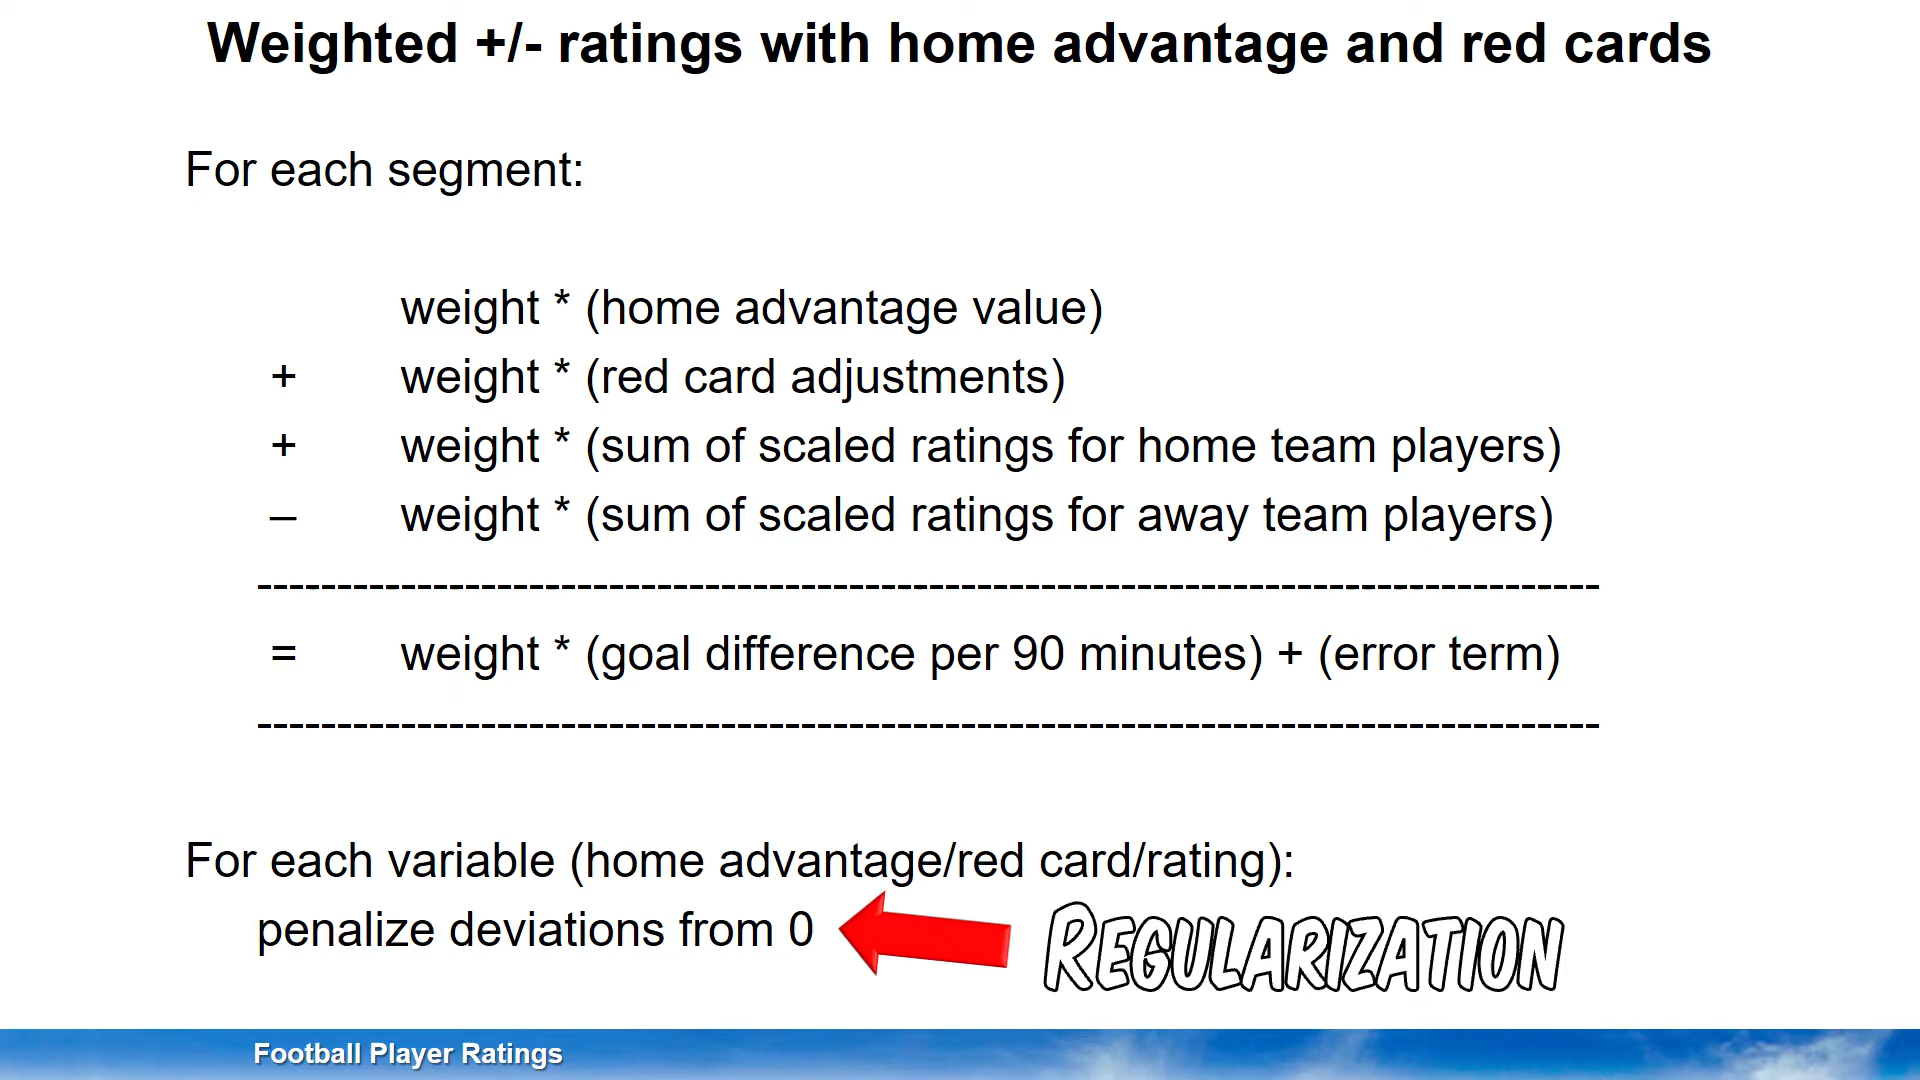 Weighted +/- ratings with home advantage and red cards
For each segment:
weight * (home advantage value)
+ weight * (red card adjustments)
+ weight * (sum of scaled ratings for home team players)
– weight * (sum of scaled ratings for away team players)
------------------------------------------------------------------------------------
= weight * (goal difference per 90 minutes) + (error term)
------------------------------------------------------------------------------------
For each variable (home advantage/red card/rating):
penalize deviations from 0
REGULARIZATION
Football Player Ratings